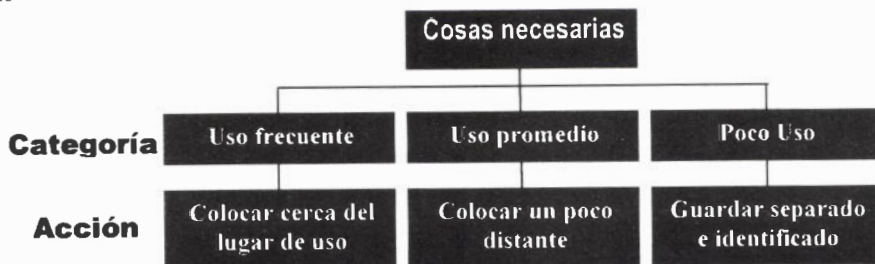 Cosas necesarias
Categoría
Uso frecuente
Uso promedio
Poco Uso
Acción
Colocar cerca del
lugar de uso
Colocar un poco
distante
Guardar separado
e identificado